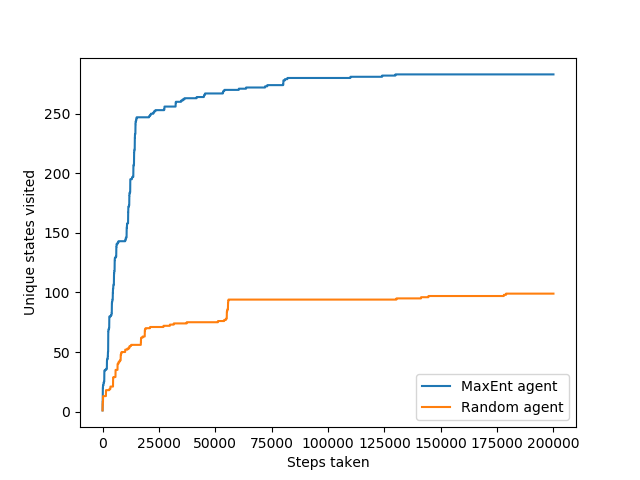 250
200
150
100
50
0
Unique states visited
0 25000 50000 75000 100000 125000 150000 175000 200000
Steps taken
MaxEnt agent
Random agent